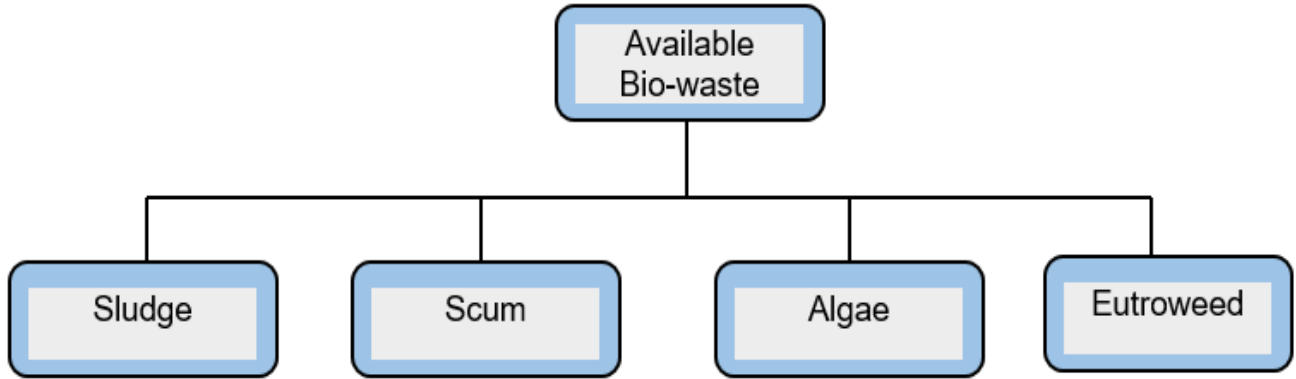 Available
Bio-waste
Sludge
Scum
Algae
Eutroweed